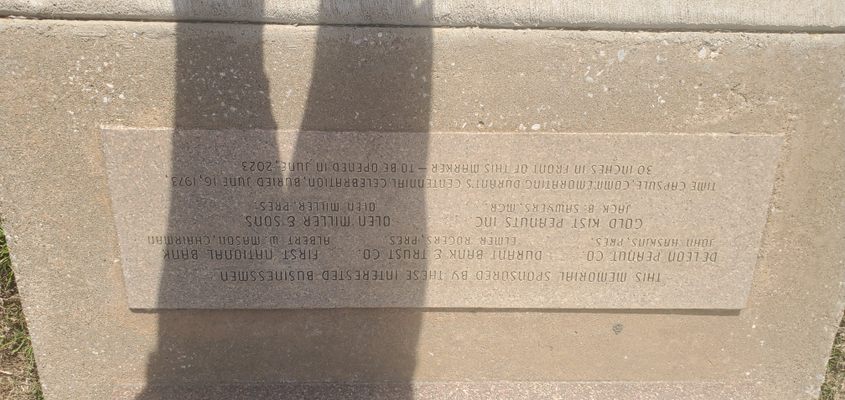 THIS MEMORIAL SPONSORED BY THESE INTERESTED BUSINESSMEN
DELEON PEANUT CO. DURANT BANK & TRUST CO. FIRST NATIONAL BANK
JOHN HASKINS, PRES. ELMER ROGERS, PRES. ALBERT W. MASON, CHAIRMAN
GOLD KIST PEANUTS INC OLEN MILLER & SONS
JACK B. SAWYERS, MGR. OLEN MILLER, PRES.
TIME CAPSULE, COMMEMORATING DURANT'S CENTENNIAL CELEBRATION, BURIED JUNE 16, 1973,
30 INCHES IN FRONT OF THIS MARKER — TO BE OPENED IN JUNE, 2023